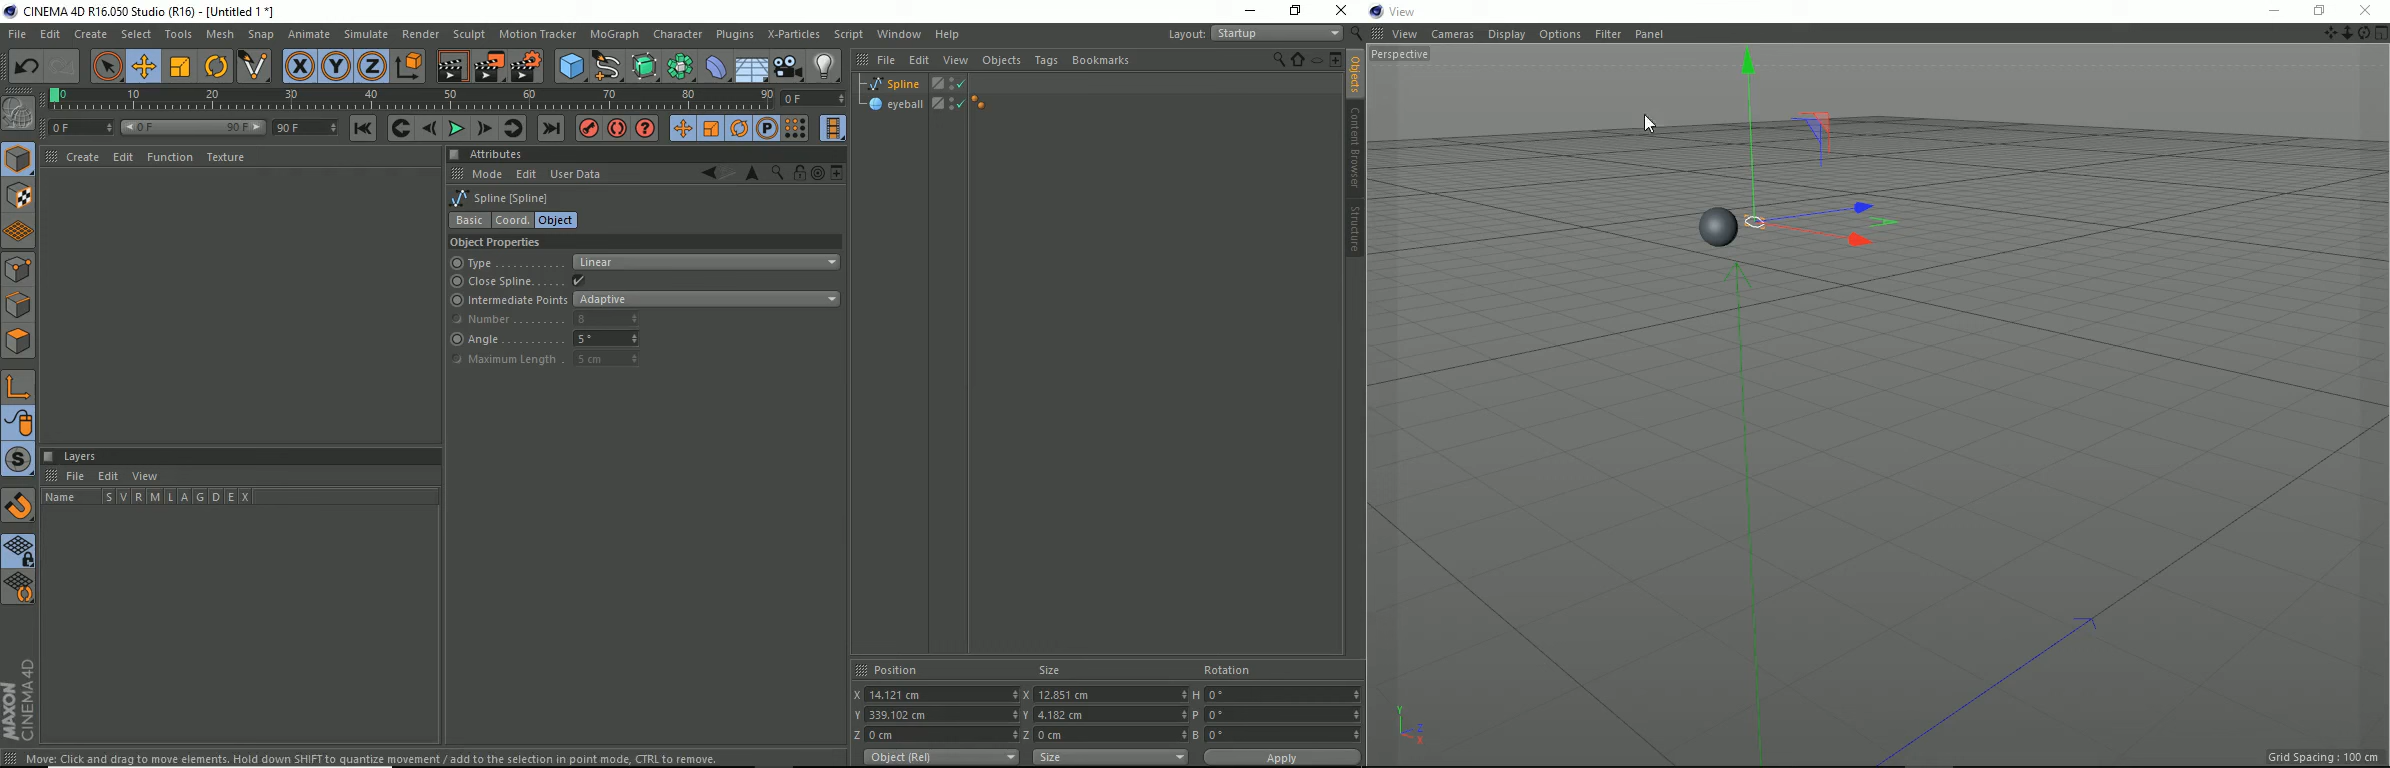 CINEMA 4D R16.050 Studio (R16) - [Untitled 1 *]
View
File Edit Create Select Tools Mesh Snap Animate Simulate Render Sculpt Motion Tracker MoGraph Character Plugins X-Particles Script Window Help
Layout: Startup
View Cameras Display Options Filter Panel
Perspective
File Edit View Objects Tags Bookmarks
X Y Z
Spline
eyeball
0 10 20 30 40 50 60 70 80 90 0 F
0 F 0 F 90 F 90 F
P
Objects
Content Browser
Structure
Create Edit Function Texture
Attributes
Mode Edit User Data
Spline [Spline]
Basic Coord. Object
Object Properties
Type Linear
Close Spline
Intermediate Points Adaptive
Number 8
Angle 5 °
Maximum Length 5 cm
S
Layers
File Edit View
Name S V R M L A G D E X
MAXON
CINEMA 4D
Position Size Rotation
X 14.121 cm X 12.851 cm H 0 °
Y 339.102 cm Y 4.182 cm P 0 °
Z 0 cm Z 0 cm B 0 °
Object (Rel) Size Apply
Move: Click and drag to move elements. Hold down SHIFT to quantize movement / add to the selection in point mode, CTRL to remove.
Y
Z
X
Grid Spacing : 100 cm